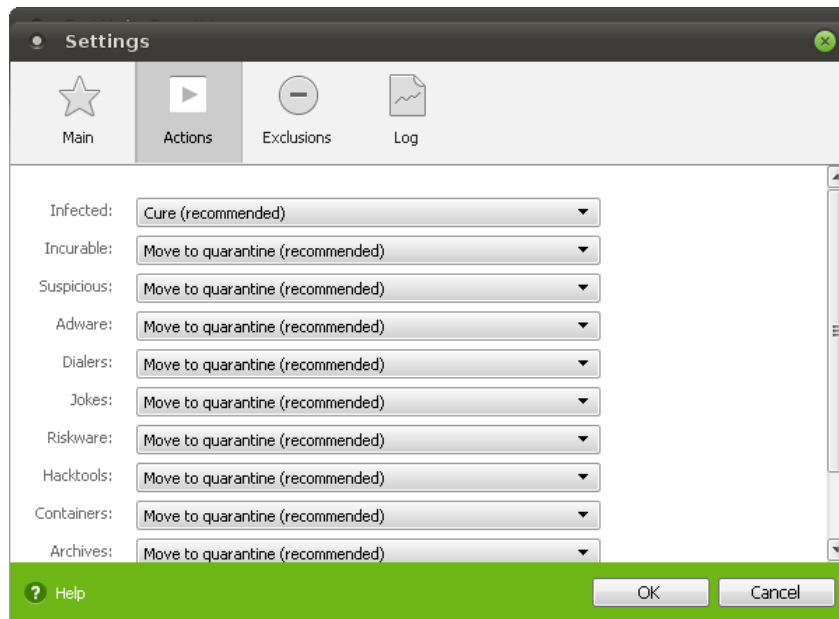 Settings
Main
Actions
Exclusions
Log
Infected: Cure (recommended)
Incurable: Move to quarantine (recommended)
Suspicious: Move to quarantine (recommended)
Adware: Move to quarantine (recommended)
Dialers: Move to quarantine (recommended)
Jokes: Move to quarantine (recommended)
Riskware: Move to quarantine (recommended)
Hacktools: Move to quarantine (recommended)
Containers: Move to quarantine (recommended)
Archives: Move to quarantine (recommended)
? Help
OK
Cancel